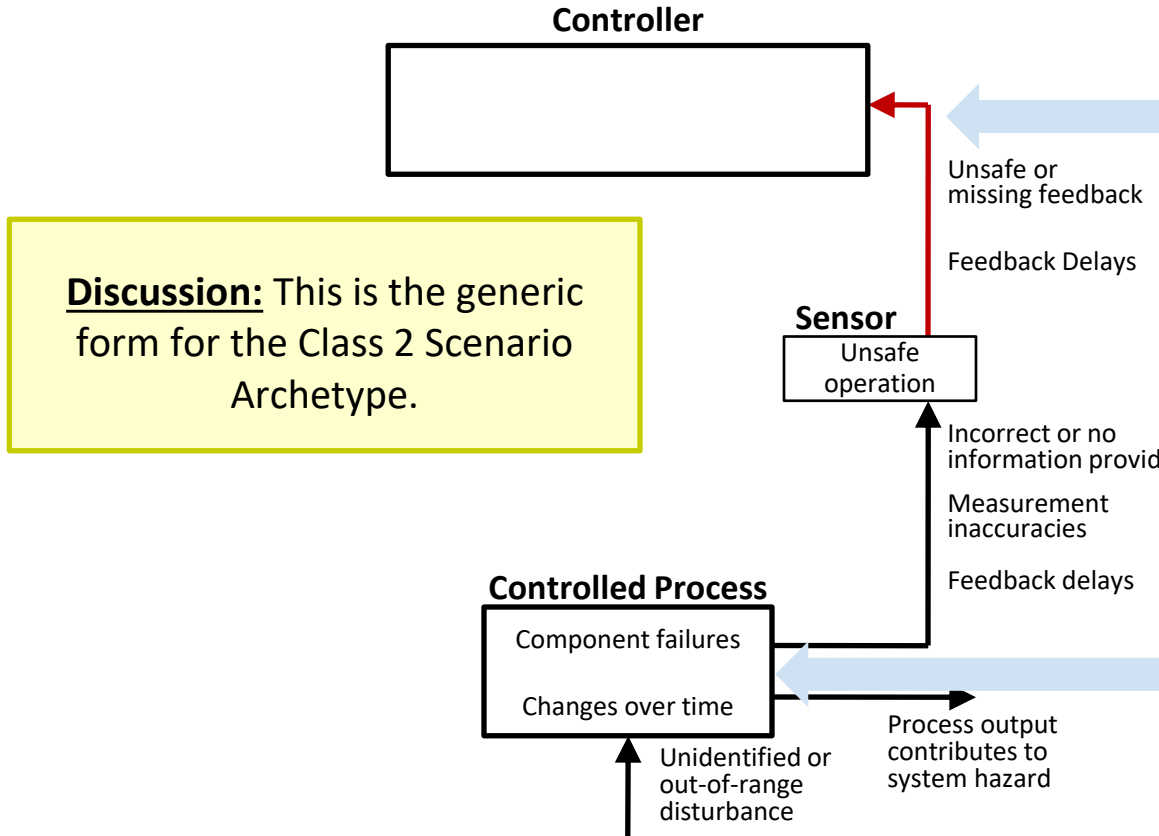 Controller
Unsafe or
missing feedback
Feedback Delays
Discussion: This is the generic
form for the Class 2 Scenario
Archetype.
Sensor
Unsafe
operation
Incorrect or no
information provid
Measurement
inaccuracies
Feedback delays
Controlled Process
Component failures
Changes over time
Process output
contributes to
system hazard
Unidentified or
out-of-range
disturbance